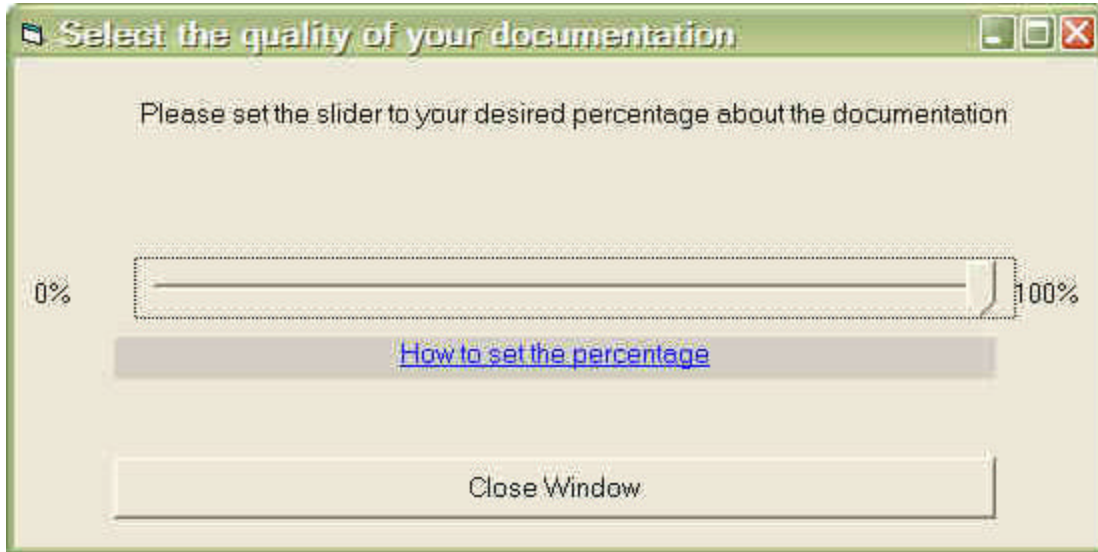 Select the quality of your documentation
Please set the slider to your desired percentage about the documentation
0%
100%
How to set the percentage
Close Window